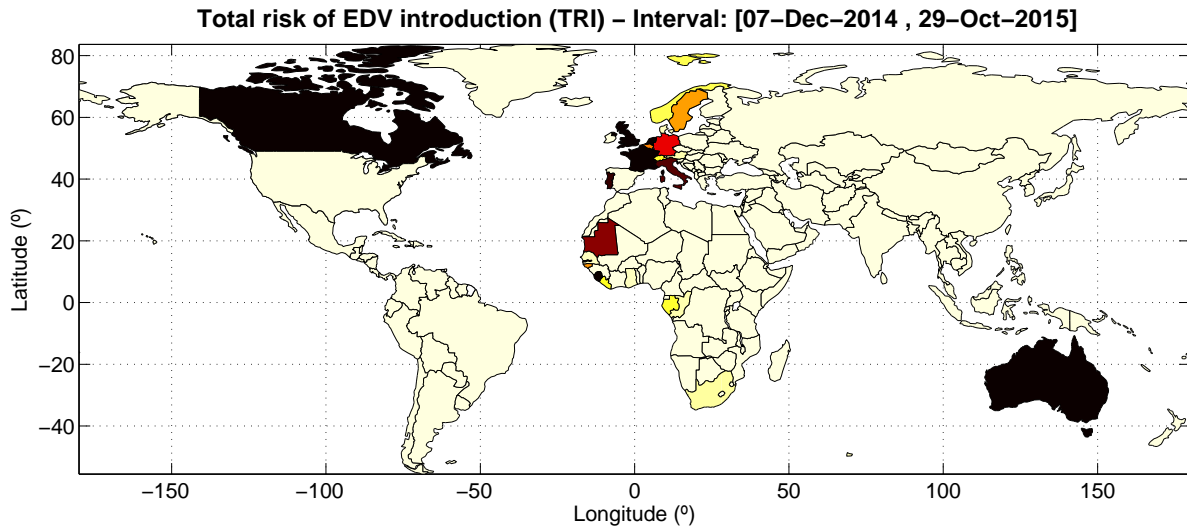 Total risk of EDV introduction (TRI) − Interval: [07−Dec−2014 , 29−Oct−2015]
80
60
40
20
0
−20
−40
Latitude (º)
−150 −100 −50 0 50 100 150
Longitude (º)